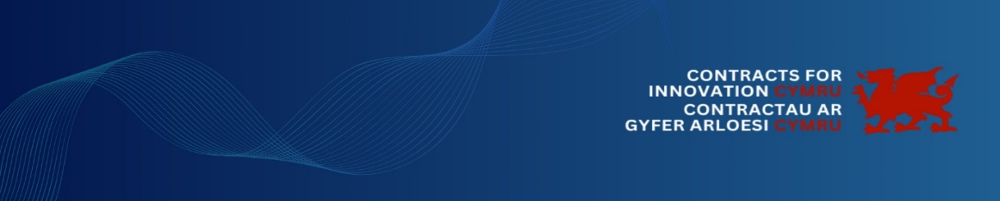 CONTRACTS FOR
INNOVATION CYMRU
CONTRACTAU AR
GYFER ARLOESI CYMRU